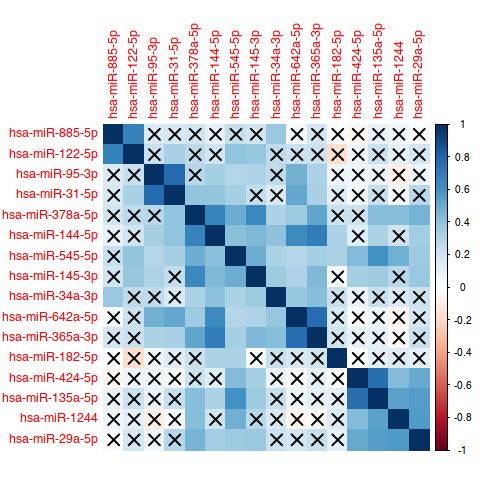 hsa-miR-885-5p
hsa-miR-122-5p
hsa-miR-95-3p
hsa-miR-31-5p
hsa-miR-378a-5p
hsa-miR-144-5p
hsa-miR-545-5p
hsa-miR-145-3p
hsa-miR-34a-3p
hsa-miR-642a-5p
hsa-miR-365a-3p
hsa-miR-182-5p
hsa-miR-424-5p
hsa-miR-135a-5p
hsa-miR-1244
hsa-miR-29a-5p
hsa-miR-885-5p
hsa-miR-122-5p
hsa-miR-95-3p
hsa-miR-31-5p
hsa-miR-378a-5p
hsa-miR-144-5p
hsa-miR-545-5p
hsa-miR-145-3p
hsa-miR-34a-3p
hsa-miR-642a-5p
hsa-miR-365a-3p
hsa-miR-182-5p
hsa-miR-424-5p
hsa-miR-135a-5p
hsa-miR-1244
hsa-miR-29a-5p
1
0.8
0.6
0.4
0.2
0
-0.2
-0.4
-0.6
-0.8
-1